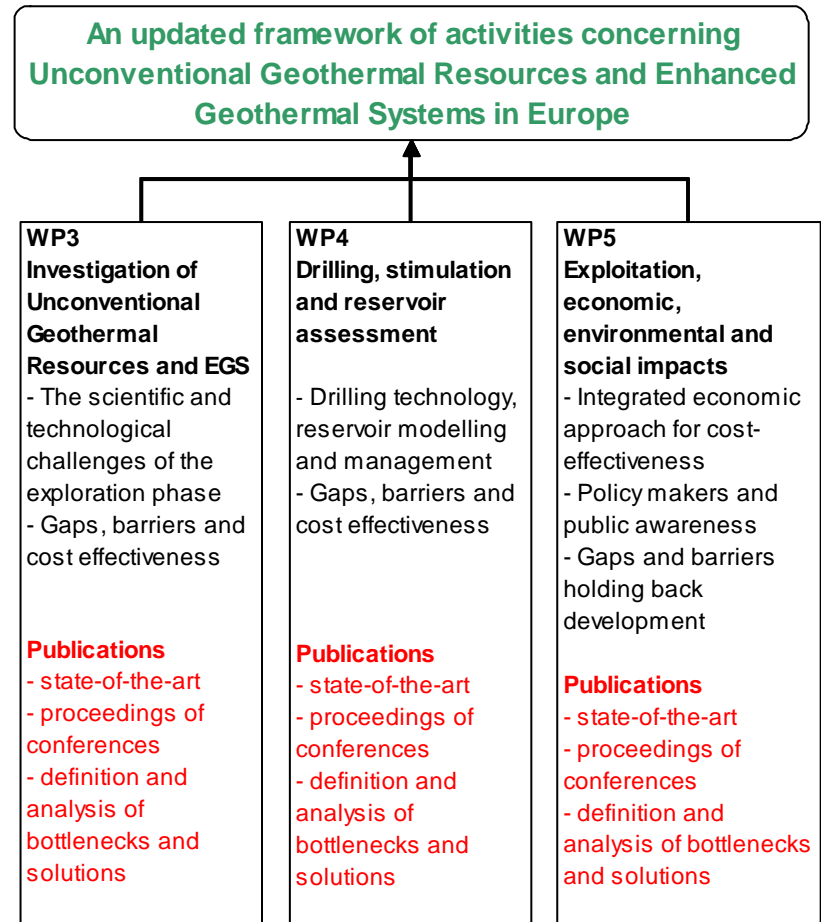 An updated framework of activities concerning
Unconventional Geothermal Resources and Enhanced
Geothermal Systems in Europe
WP3
Investigation of
Unconventional
Geothermal
Resources and EGS
- The scientific and
technological
challenges of the
exploration phase
- Gaps, barriers and
cost effectiveness
Publications
- state-of-the-art
- proceedings of
conferences
- definition and
analysis of
bottlenecks and
solutions
WP4
Drilling, stimulation
and reservoir
assessment
- Drilling technology,
reservoir modelling
and management
- Gaps, barriers and
cost effectiveness
Publications
- state-of-the-art
- proceedings of
conferences
- definition and
analysis of
bottlenecks and
solutions
WP5
Exploitation,
economic,
environmental and
social impacts
- Integrated economic
approach for cost-
effectiveness
- Policy makers and
public awareness
- Gaps and barriers
holding back
development
Publications
- state-of-the-art
- proceedings of
conferences
- definition and
analysis of bottlenecks
and solutions